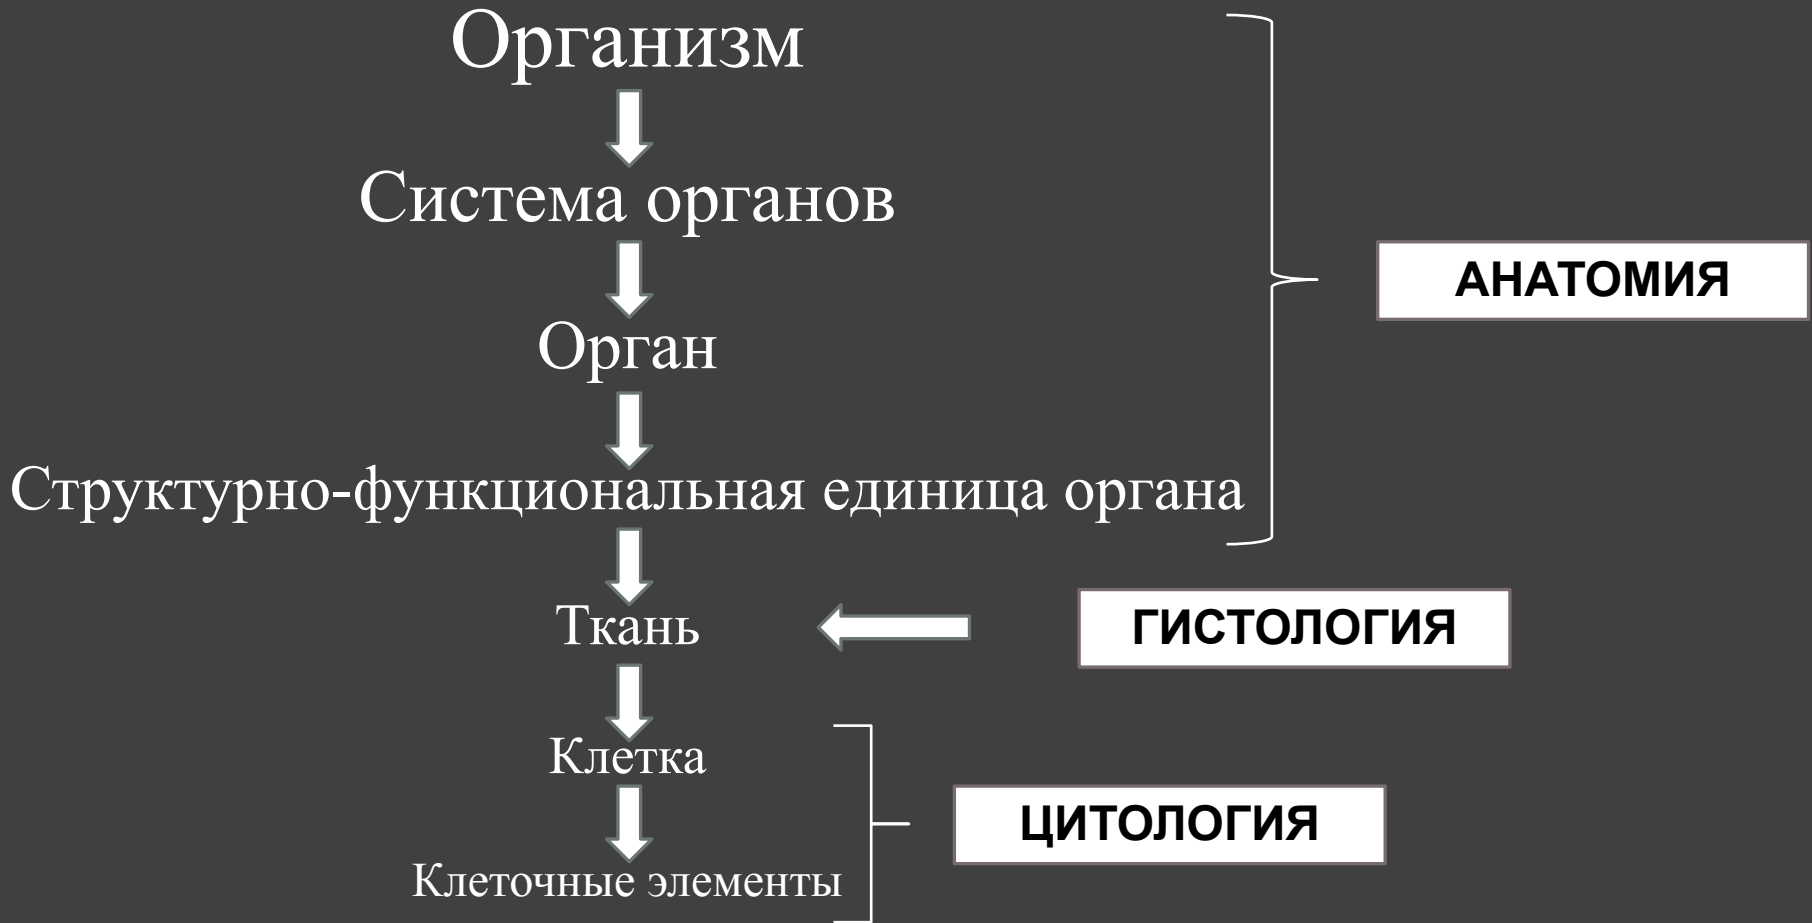 Организм
Система органов
АНАТОМИЯ
Орган
Структурно-функциональная единица органа
Ткань
ГИСТОЛОГИЯ
Клетка
ЦИТОЛОГИЯ
Клеточные элементы